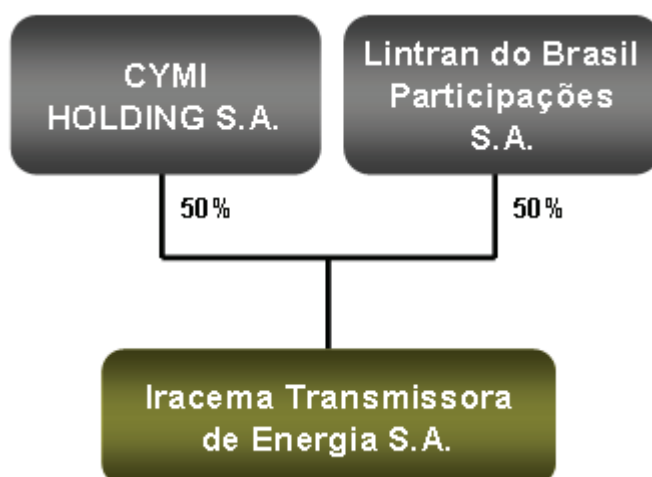 CYMI
HOLDING S.A.
Lintran do Brasil
Participações
S.A.
50%
50%
Iracema Transmissora
de Energia S.A.